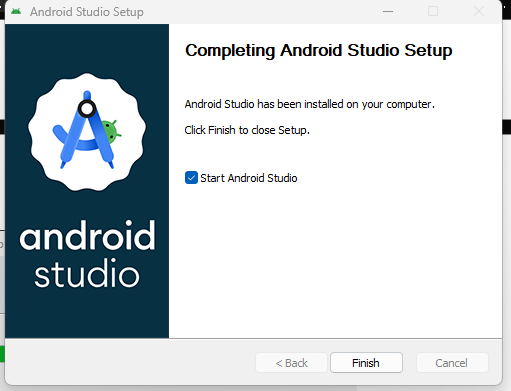 Android Studio Setup
Completing Android Studio Setup
Android Studio has been installed on your computer.
Click Finish to close Setup.
Start Android Studio
android
studio
< Back
Finish
Cancel